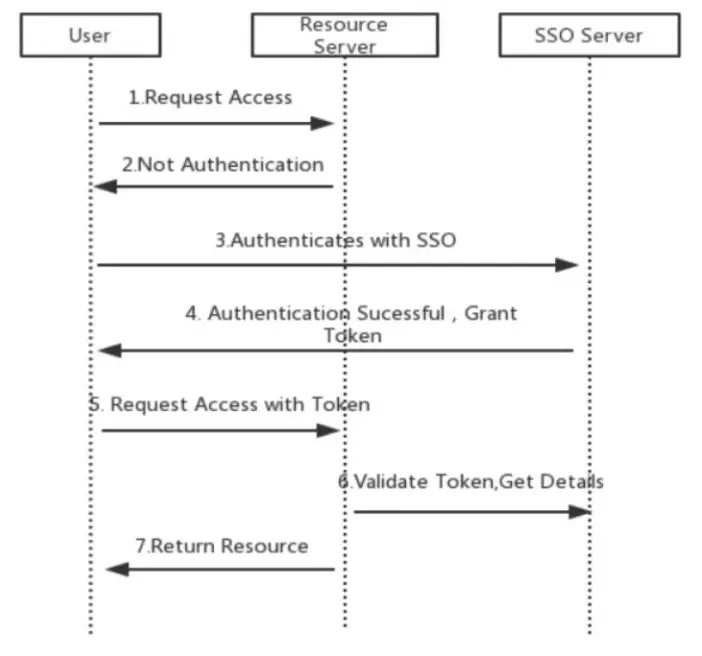 User
Resource
Server
SSO Server
1.Request Access
2.Not Authentication
3.Authenticates with SSO
4. Authentication Sucessful , Grant
Token
5. Request Access with Token
6.Validate Token,Get Details
7.Return Resource